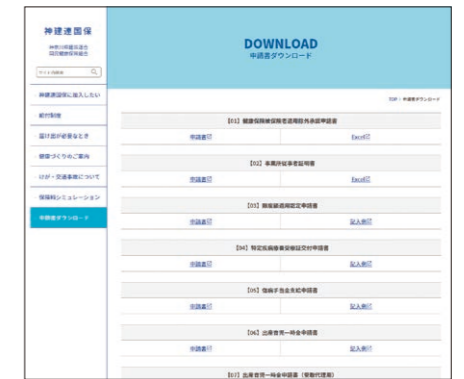 神建連国保
神奈川県建設連合
国民健康保険組合
サイト内検索
神建連国保に加入したい
給付制度
届け出が必要なとき
健康づくりのご案内
けが・交通事故について
保険料シミュレーション
申請書ダウンロード
DOWNLOAD
申請書ダウンロード
TOP › 申請書ダウンロード
【01】健康保険被保険者適用除外承認申請書
申請書 Excel
【02】事業所従事者証明書
申請書 Excel
【03】限度額適用認定申請書
申請書 記入例
【04】特定疾病療養受療証交付申請書
申請書 記入例
【05】傷病手当金支給申請書
申請書 記入例
【06】出産育児一時金申請書
申請書 記入例
【07】出産育児一時金申請書（受取代理用）